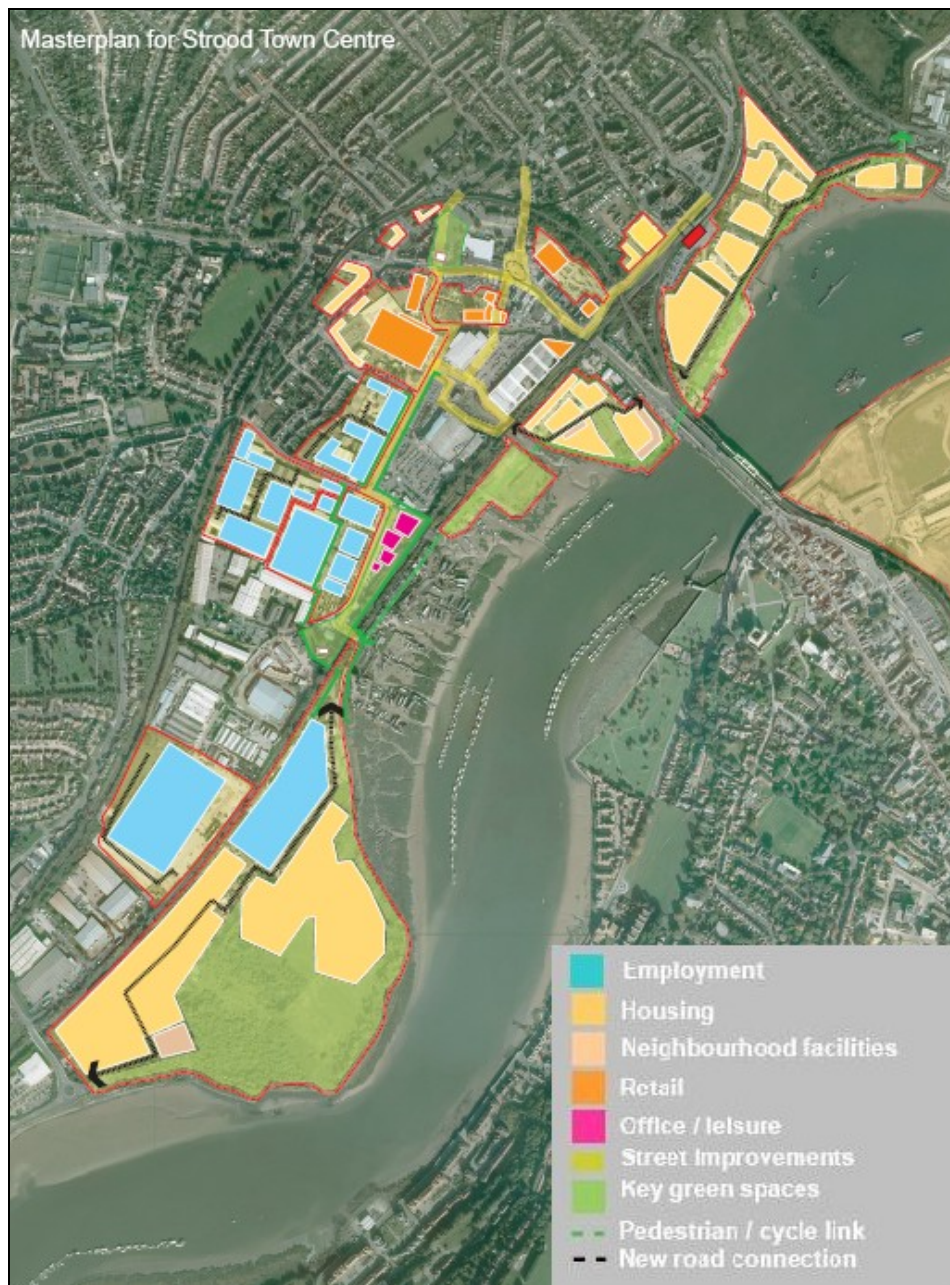 Masterplan for Strood Town Centre
Employment
Housing
Neighbourhood facilities
Retail
Office / leisure
Street Improvements
Key green spaces
Pedestrian / cycle link
New road connection